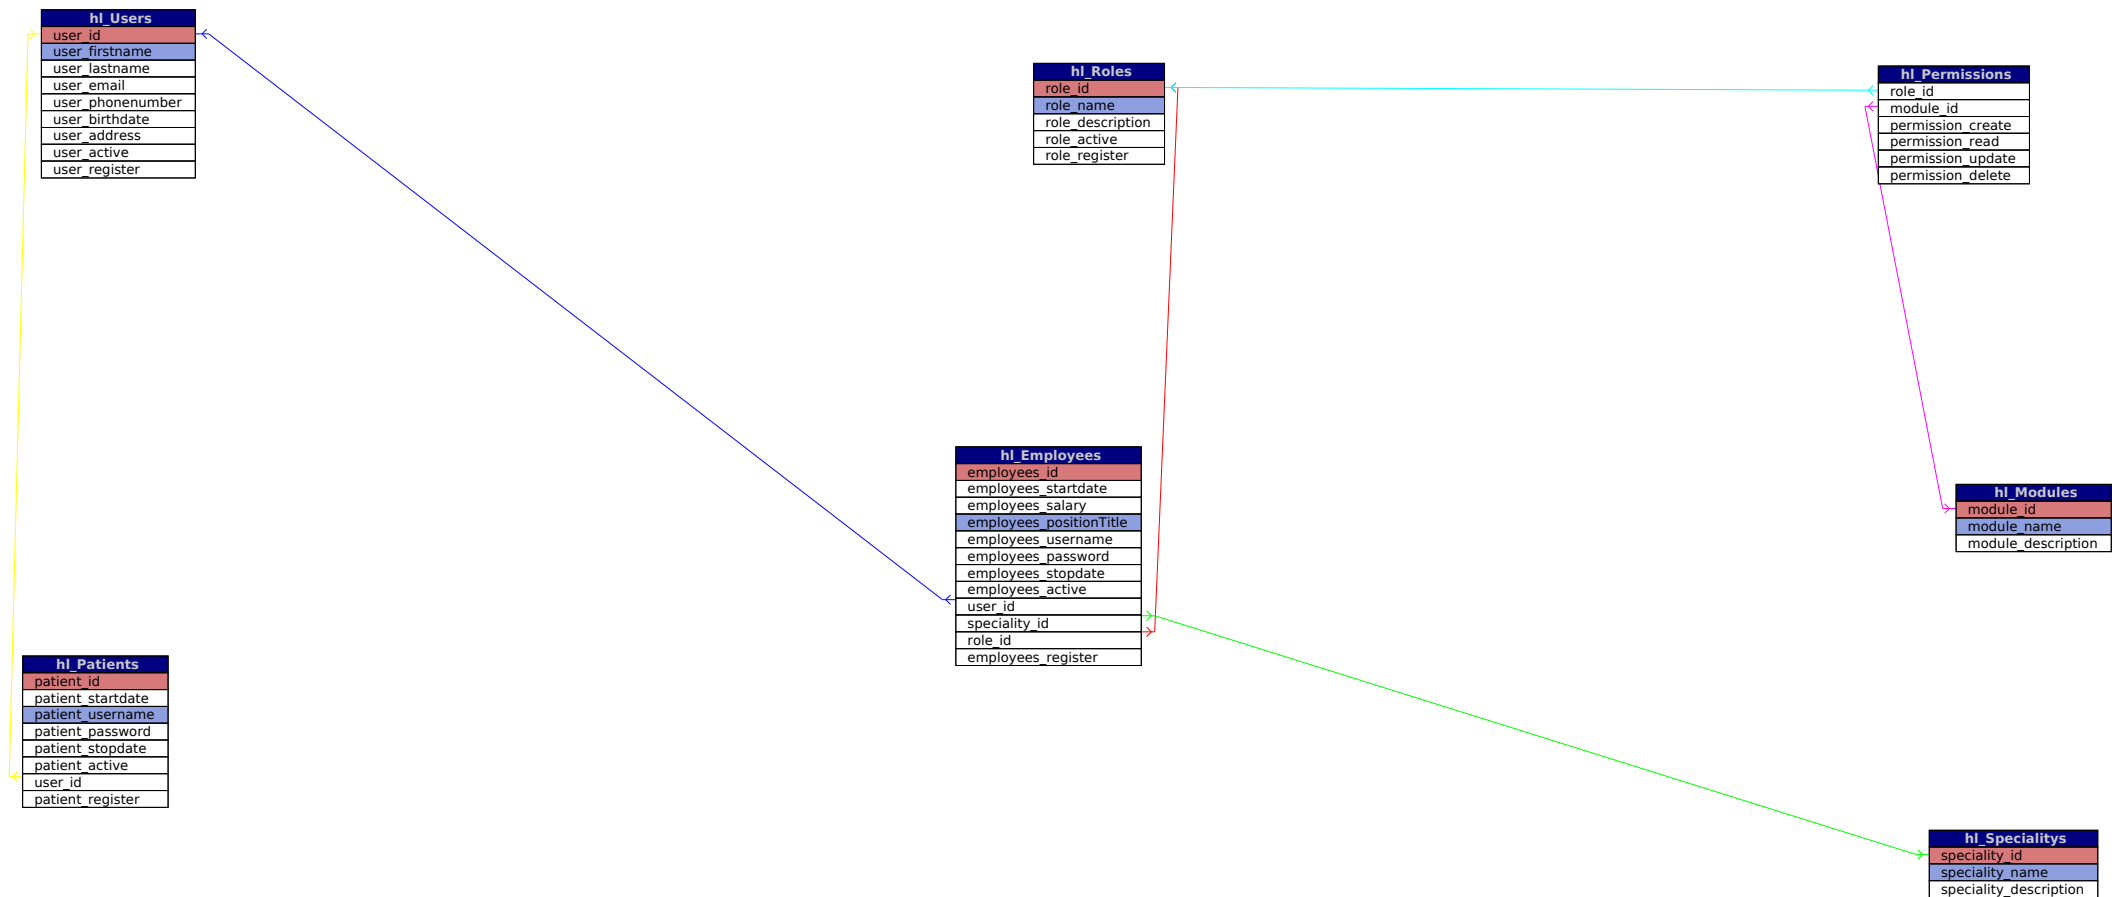 hl_Users
user_id
user_firstname
user_lastname
user_email
user_phonenumber
user_birthdate
user_address
user_active
user_register
hl_Roles
role_id
role_name
role_description
role_active
role_register
hl_Permissions
role_id
module_id
permission_create
permission_read
permission_update
permission_delete
hl_Employees
employees_id
employees_startdate
employees_salary
employees_positionTitle
employees_username
employees_password
employees_stopdate
employees_active
user_id
speciality_id
role_id
employees_register
hl_Modules
module_id
module_name
module_description
hl_Patients
patient_id
patient_startdate
patient_username
patient_password
patient_stopdate
patient_active
user_id
patient_register
hl_Specialitys
speciality_id
speciality_name
speciality_description